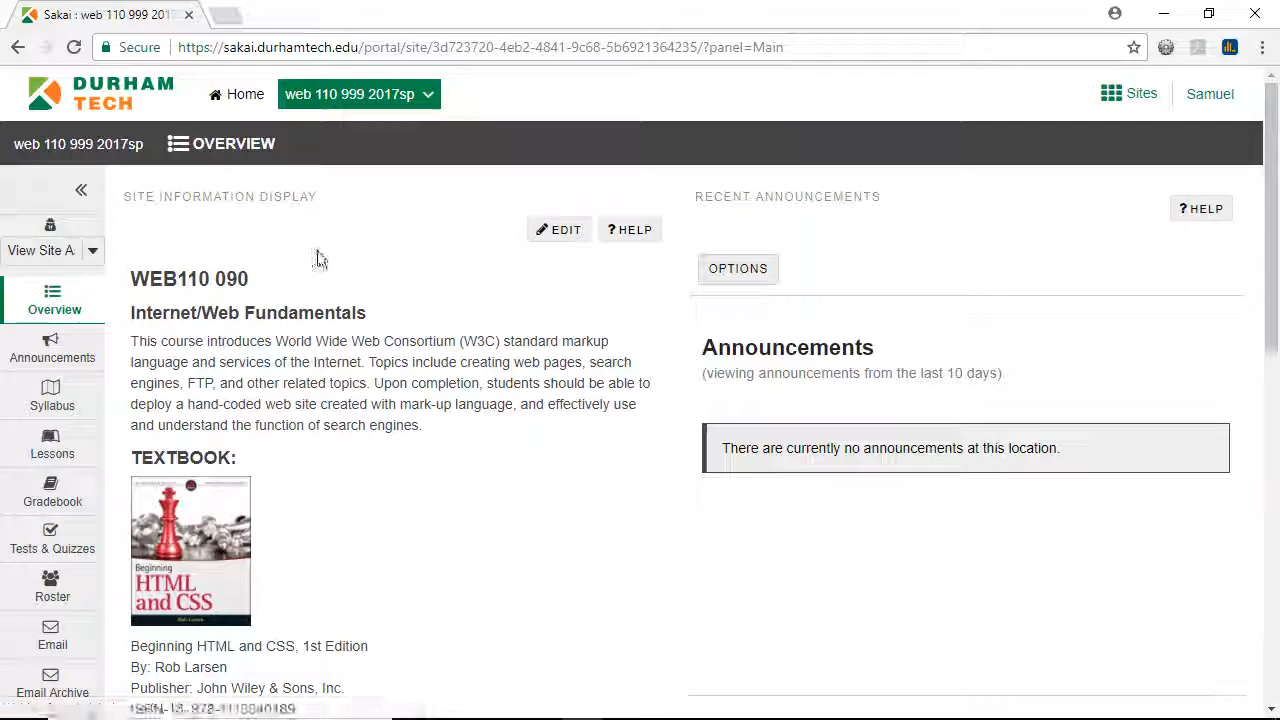 Sakai : web 110 999 201
Secure
https://sakai.durhamtech.edu/portal/site/3d723720-4eb2-4841-9c68-5b6921364235/?panel=Main
DURHAM
TECH
Home
web 110 999 2017sp
Sites
Samuel
web 110 999 2017sp
OVERVIEW
SITE INFORMATION DISPLAY
RECENT ANNOUNCEMENTS
EDIT
? HELP
? HELP
View Site A
OPTIONS
WEB110 090
Internet/Web Fundamentals
This course introduces World Wide Web Consortium (W3C) standard markup
language and services of the Internet. Topics include creating web pages, search
engines, FTP, and other related topics. Upon completion, students should be able to
deploy a hand-coded web site created with mark-up language, and effectively use
and understand the function of search engines.
TEXTBOOK:
Beginning
HTML
and CSS
Rob Larsen
Beginning HTML and CSS, 1st Edition
By: Rob Larsen
Publisher: John Wiley & Sons, Inc.
ISBN-13: 978-1118340189
Announcements
(viewing announcements from the last 10 days)
There are currently no announcements at this location.
Overview
Announcements
Syllabus
Lessons
Gradebook
Tests & Quizzes
Roster
Email
Email Archive